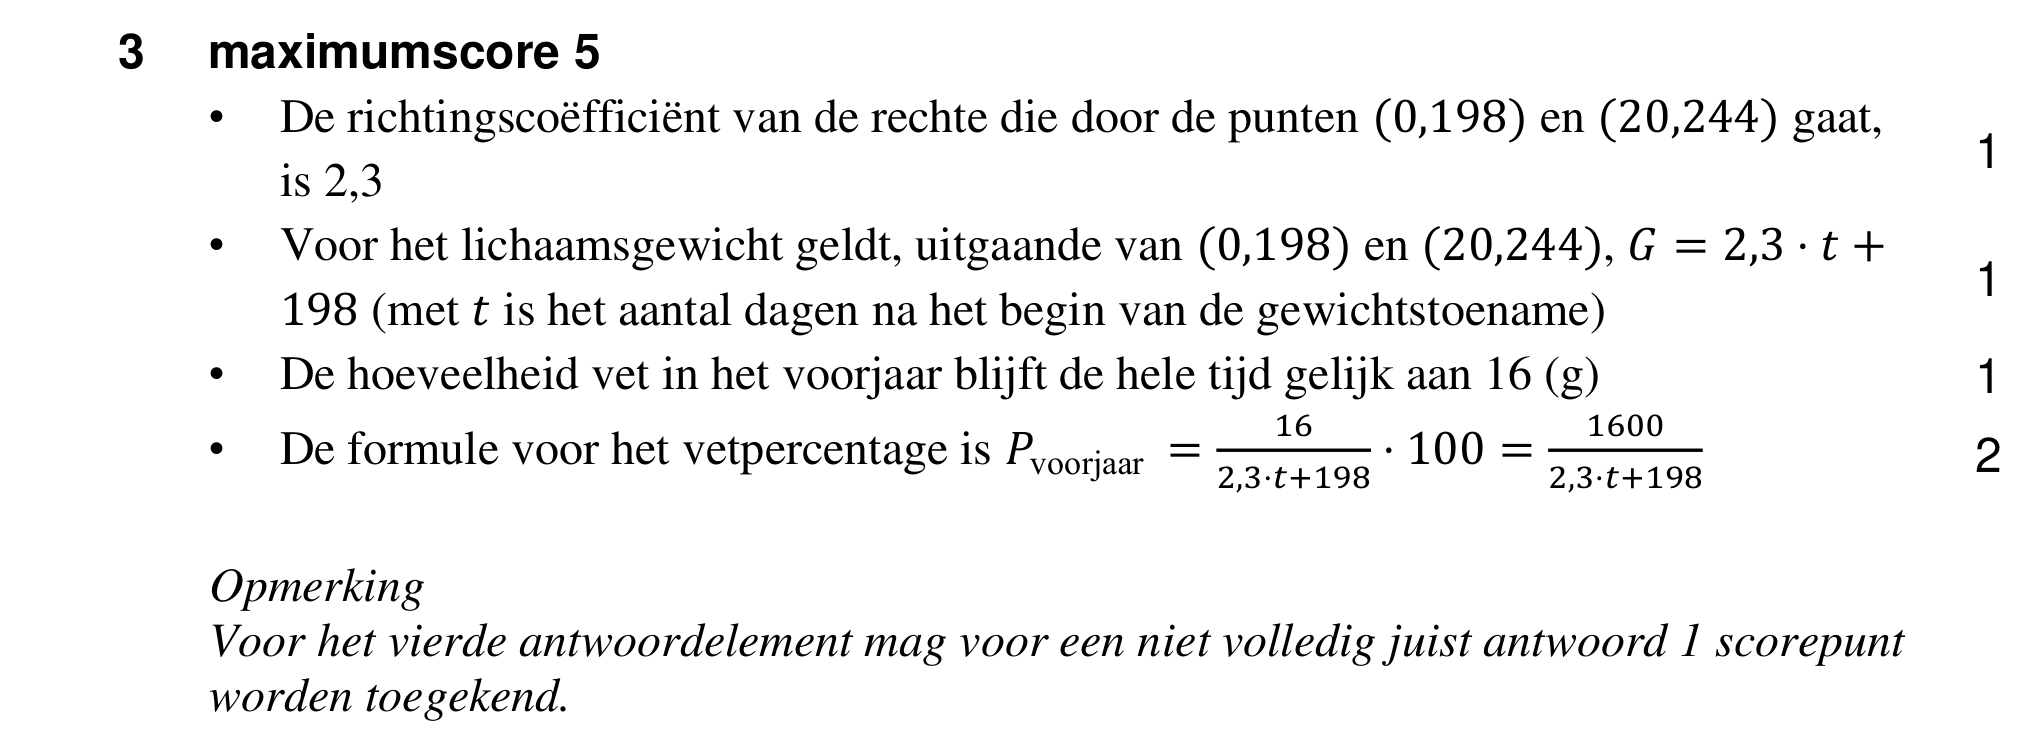 3 maximumscore 5
• De richtingscoëfficiënt van de rechte die door de punten (0,198) en (20,244) gaat,
is 2,3 1
• Voor het lichaamsgewicht geldt, uitgaande van (0,198) en (20,244), G = 2,3 · t +
198 (met t is het aantal dagen na het begin van de gewichtstoename) 1
• De hoeveelheid vet in het voorjaar blijft de hele tijd gelijk aan 16 (g) 1
• De formule voor het vetpercentage is P_voorjaar = \frac{16}{2,3·t+198} · 100 = \frac{1600}{2,3·t+198} 2
Opmerking
Voor het vierde antwoordelement mag voor een niet volledig juist antwoord 1 scorepunt
worden toegekend.